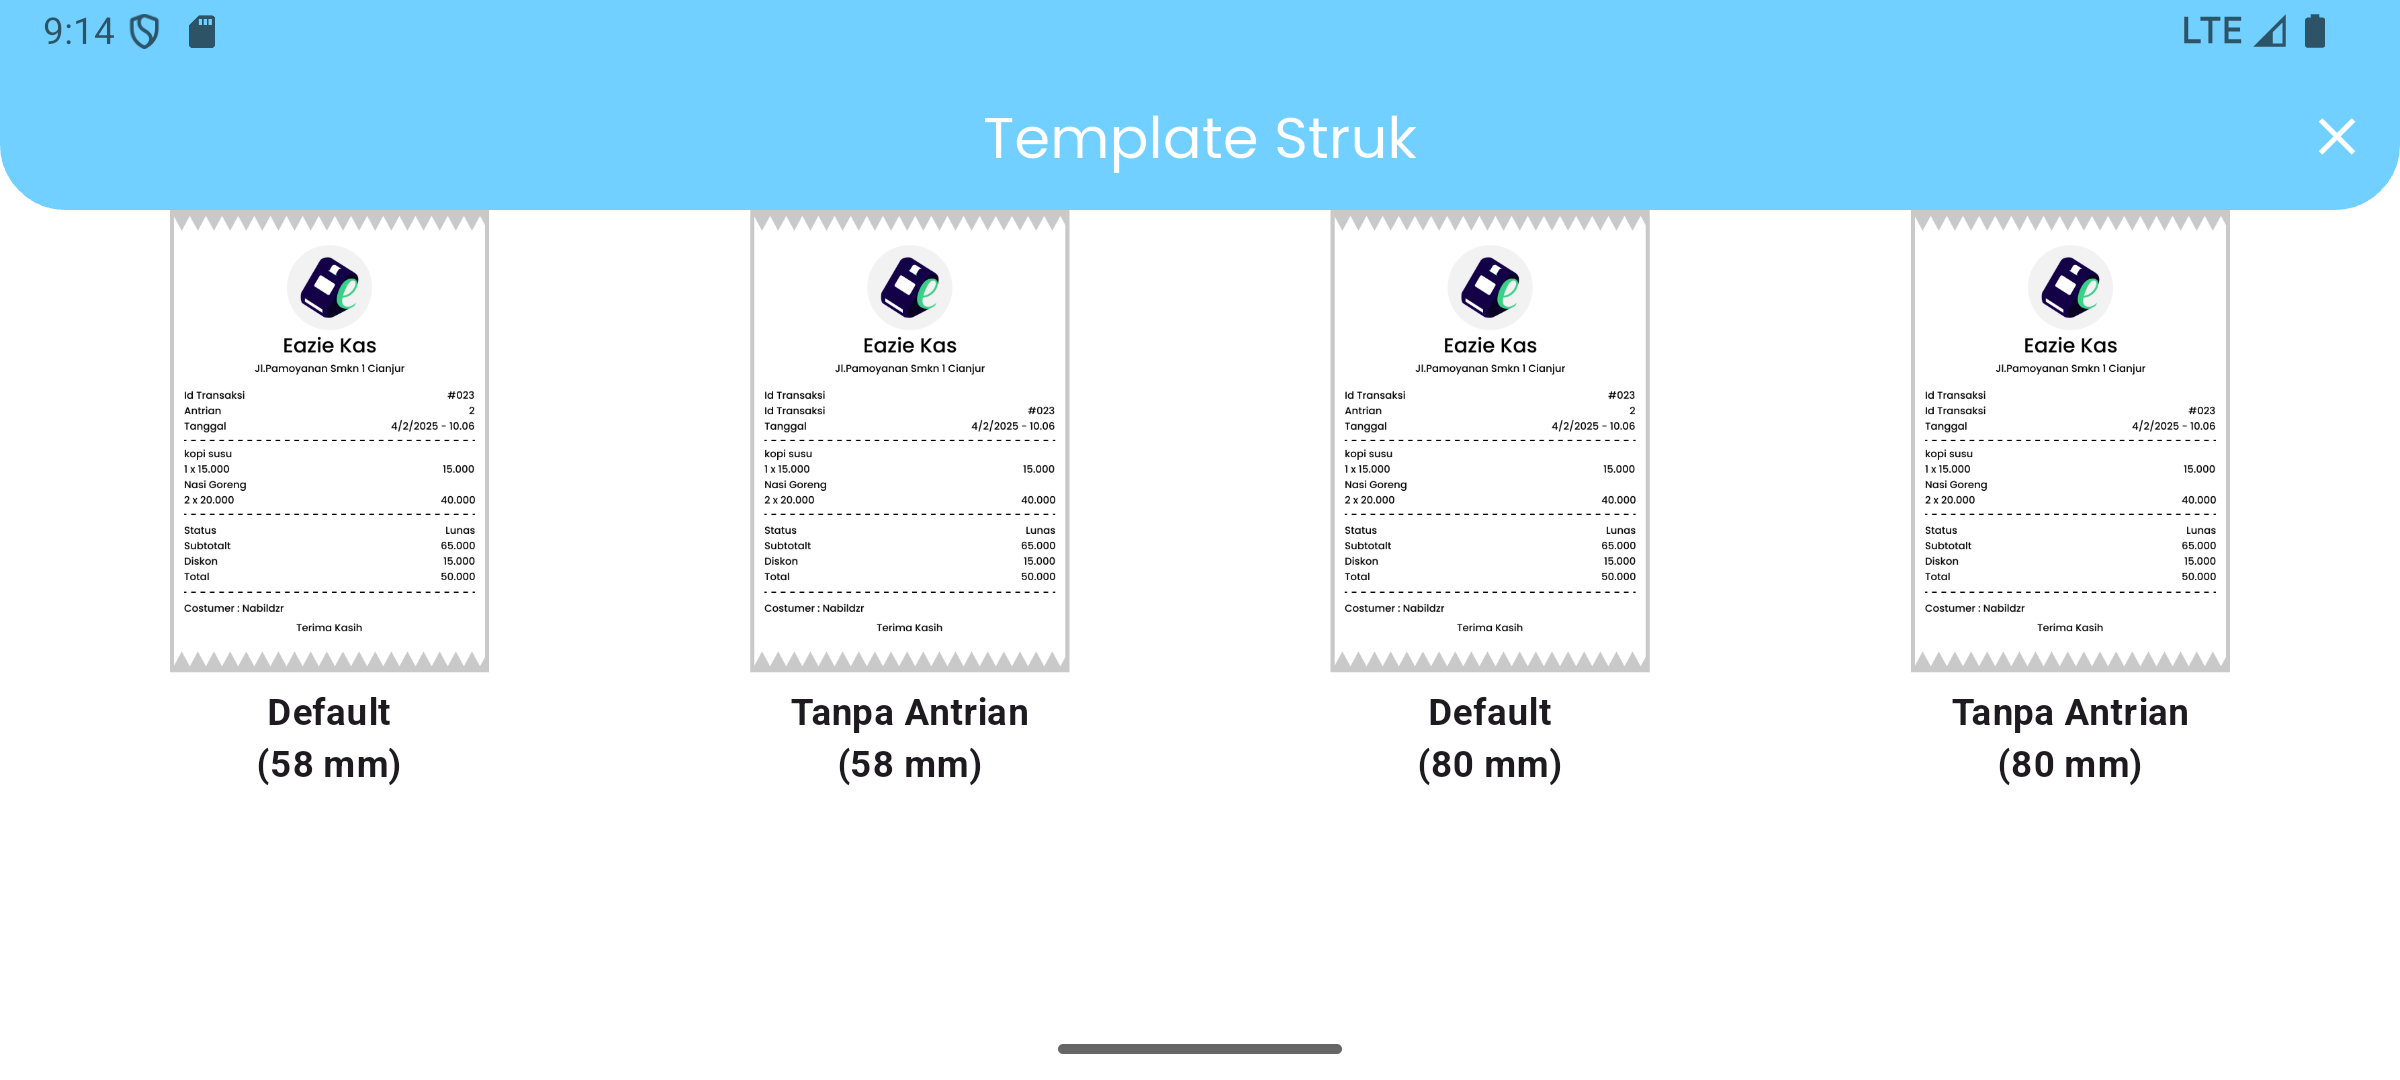 9:14
LTE
Template Struk
Eazie Kas
Jl.Pamoyanan Smkn 1 Cianjur
Id Transaksi #023
Antrian 2
Tanggal 4/2/2025 - 10.06
kopi susu
1 x 15.000 15.000
Nasi Goreng
2 x 20.000 40.000
Status Lunas
Subtotalt 65.000
Diskon 15.000
Total 50.000
Costumer : Nabildzr
Terima Kasih
Default
(58 mm)
Eazie Kas
Jl.Pamoyanan Smkn 1 Cianjur
Id Transaksi
Id Transaksi #023
Tanggal 4/2/2025 - 10.06
kopi susu
1 x 15.000 15.000
Nasi Goreng
2 x 20.000 40.000
Status Lunas
Subtotalt 65.000
Diskon 15.000
Total 50.000
Costumer : Nabildzr
Terima Kasih
Tanpa Antrian
(58 mm)
Eazie Kas
Jl.Pamoyanan Smkn 1 Cianjur
Id Transaksi #023
Antrian 2
Tanggal 4/2/2025 - 10.06
kopi susu
1 x 15.000 15.000
Nasi Goreng
2 x 20.000 40.000
Status Lunas
Subtotalt 65.000
Diskon 15.000
Total 50.000
Costumer : Nabildzr
Terima Kasih
Default
(80 mm)
Eazie Kas
Jl.Pamoyanan Smkn 1 Cianjur
Id Transaksi
Id Transaksi #023
Tanggal 4/2/2025 - 10.06
kopi susu
1 x 15.000 15.000
Nasi Goreng
2 x 20.000 40.000
Status Lunas
Subtotalt 65.000
Diskon 15.000
Total 50.000
Costumer : Nabildzr
Terima Kasih
Tanpa Antrian
(80 mm)